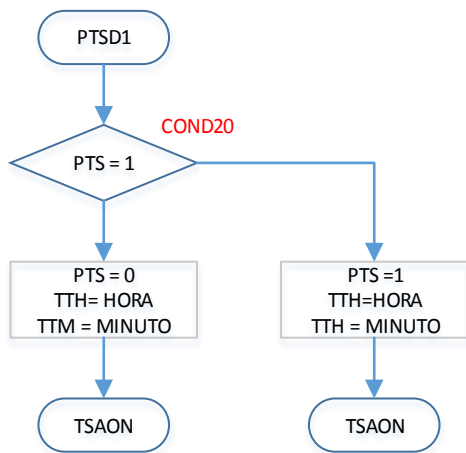 PTSD1
COND20
PTS = 1
PTS = 0
TTH= HORA
TTM = MINUTO
PTS =1
TTH=HORA
TTH = MINUTO
TSAON
TSAON